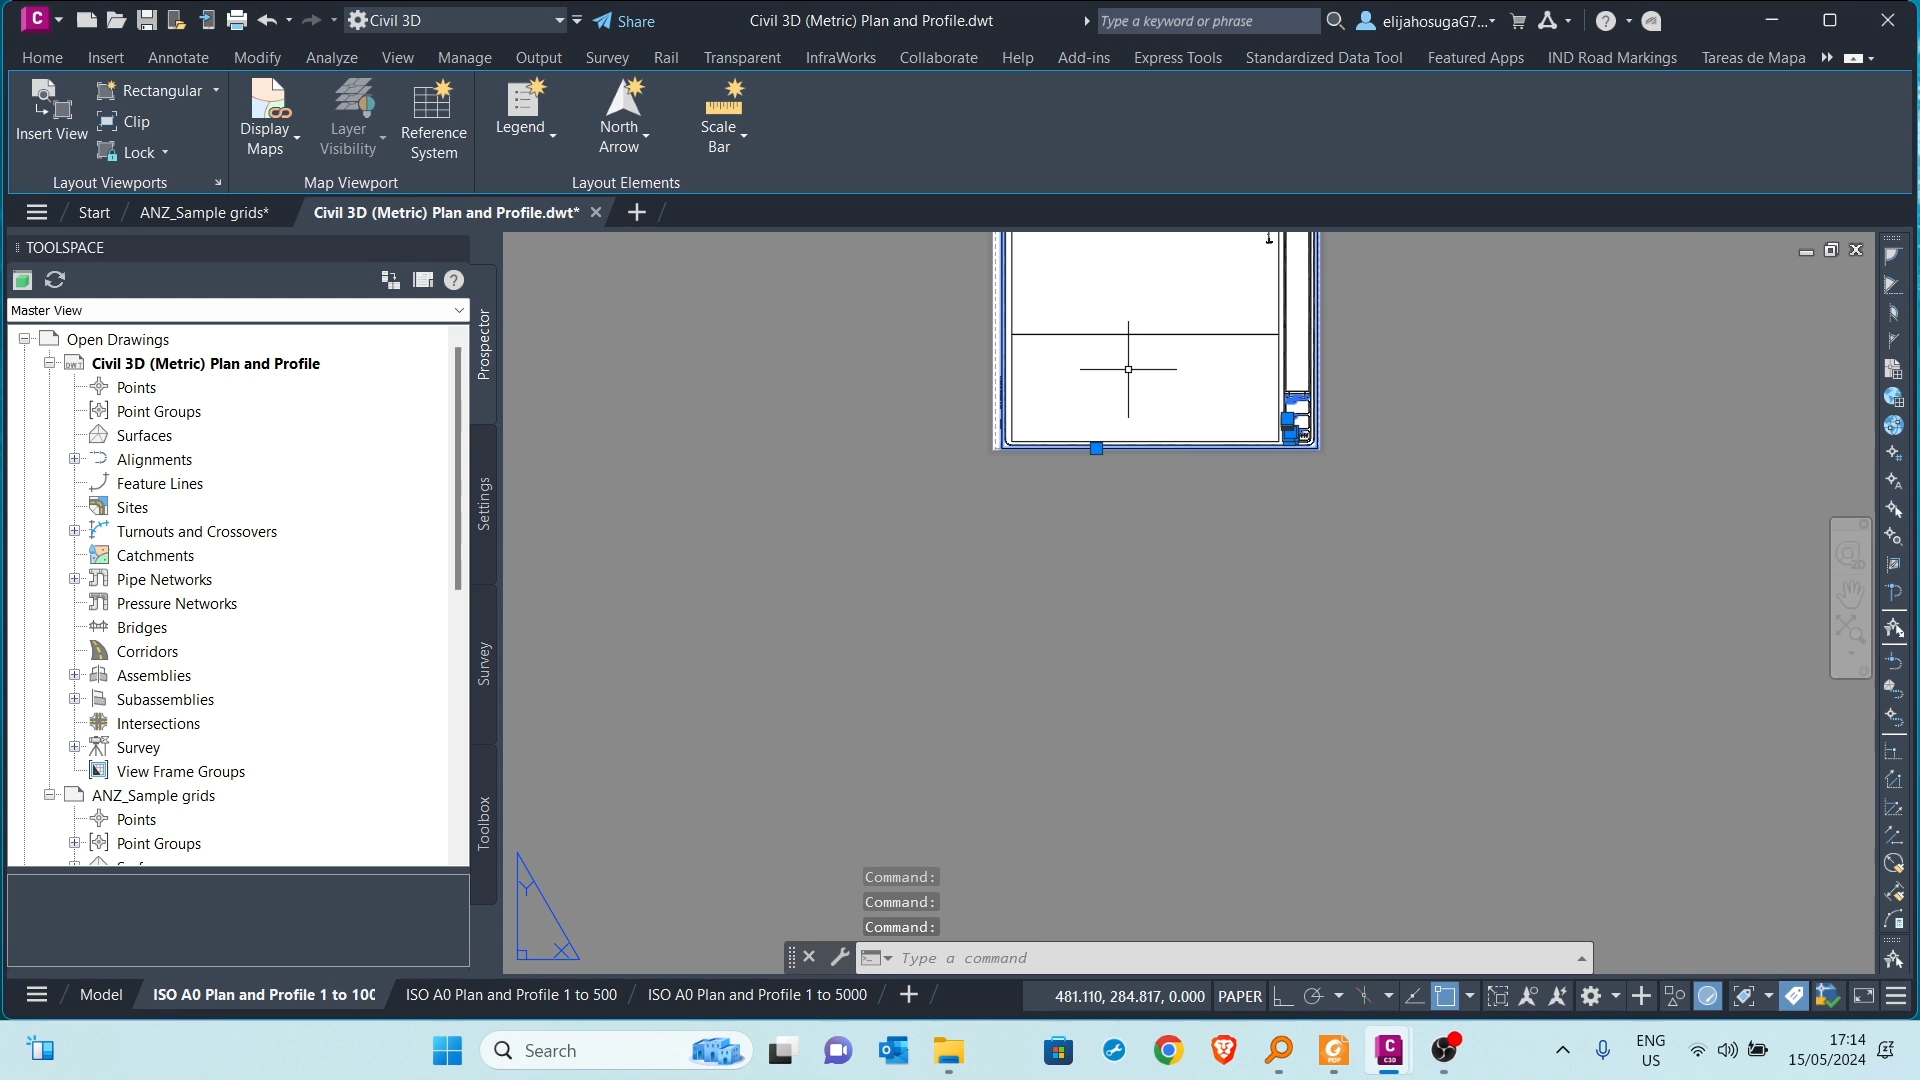 C Civil 3D Share Civil 3D (Metric) Plan and Profile.dwt Type a keyword or phrase elijahosugaG7...
Home Insert Annotate Modify Analyze View Manage Output Survey Rail Transparent InfraWorks Collaborate Help Add-ins Express Tools Standardized Data Tool Featured Apps IND Road Markings Tareas de Mapa
Insert View
Rectangular
Clip
Lock
Layout Viewports
Display Maps
Layer Visibility
Reference System
Map Viewport
Legend
North Arrow
Scale Bar
Layout Elements
Start ANZ_Sample grids* Civil 3D (Metric) Plan and Profile.dwt*
TOOLSPACE
Master View
Open Drawings
Civil 3D (Metric) Plan and Profile
Points
Point Groups
Surfaces
Alignments
Feature Lines
Sites
Turnouts and Crossovers
Catchments
Pipe Networks
Pressure Networks
Bridges
Corridors
Assemblies
Subassemblies
Intersections
Survey
View Frame Groups
ANZ_Sample grids
Points
Point Groups
Prospector
Settings
Survey
Toolbox
Y
X
Command:
Command:
Command:
Type a command
Model ISO A0 Plan and Profile 1 to 100 ISO A0 Plan and Profile 1 to 500 ISO A0 Plan and Profile 1 to 5000
481.110, 284.817, 0.000 PAPER
Search
ENG
US
17:14
15/05/2024